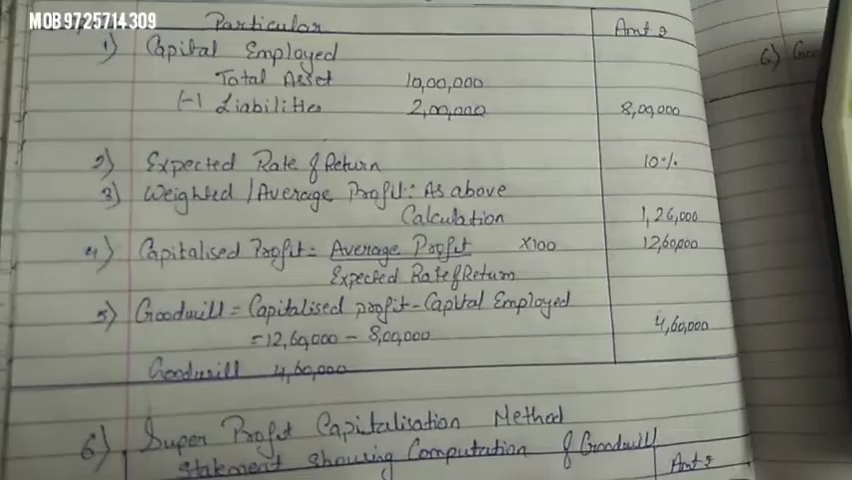 MOB 9725714309
Particular Amt ₹
1) Capital Employed
Total Asset 10,00,000
(-) Liabilities 2,00,000 8,00,000
2) Expected Rate of Return 10%
3) Weighted / Average Profit: As above
Calculation 1,26,000
4) Capitalised Profit = Average Profit x100 12,60,000
Expected Rate of Return
5) Goodwill = Capitalised profit - Capital Employed
= 12,60,000 - 8,00,000 4,60,000
Goodwill 4,60,000
6) Super Profit Capitalisation Method
Statement showing Computation of Goodwill
Amt ₹
6)